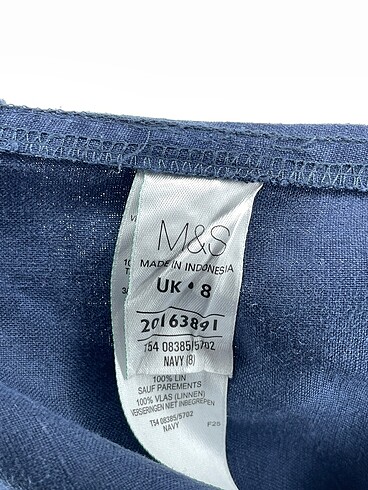 M&S
MADE IN INDONESIA
UK • 8
20163891
T54 08385/5702
NAVY (8)
100% LIN
SAUF PAREMENTS
100% VLAS (LINNEN)
VERSIERINGEN NIET INBEGREPEN
T54 08385/5702
NAVY
F25